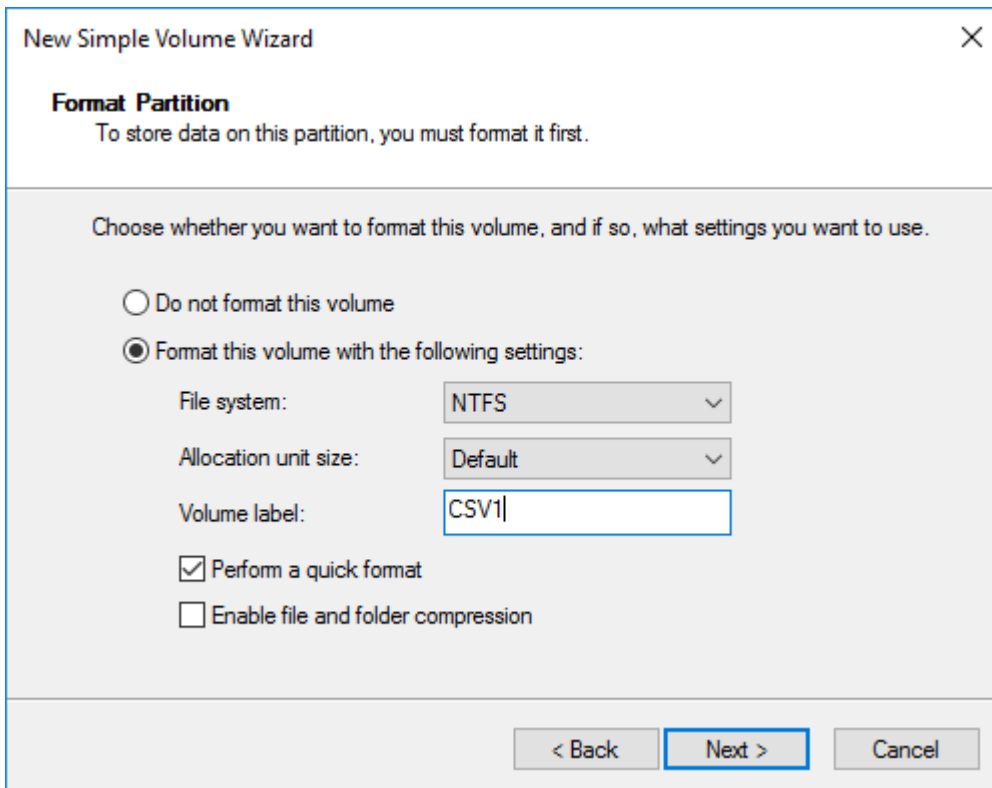 New Simple Volume Wizard
Format Partition
To store data on this partition, you must format it first.
Choose whether you want to format this volume, and if so, what settings you want to use.
Do not format this volume
Format this volume with the following settings:
File system: NTFS
Allocation unit size: Default
Volume label: CSV1
Perform a quick format
Enable file and folder compression
< Back Next > Cancel